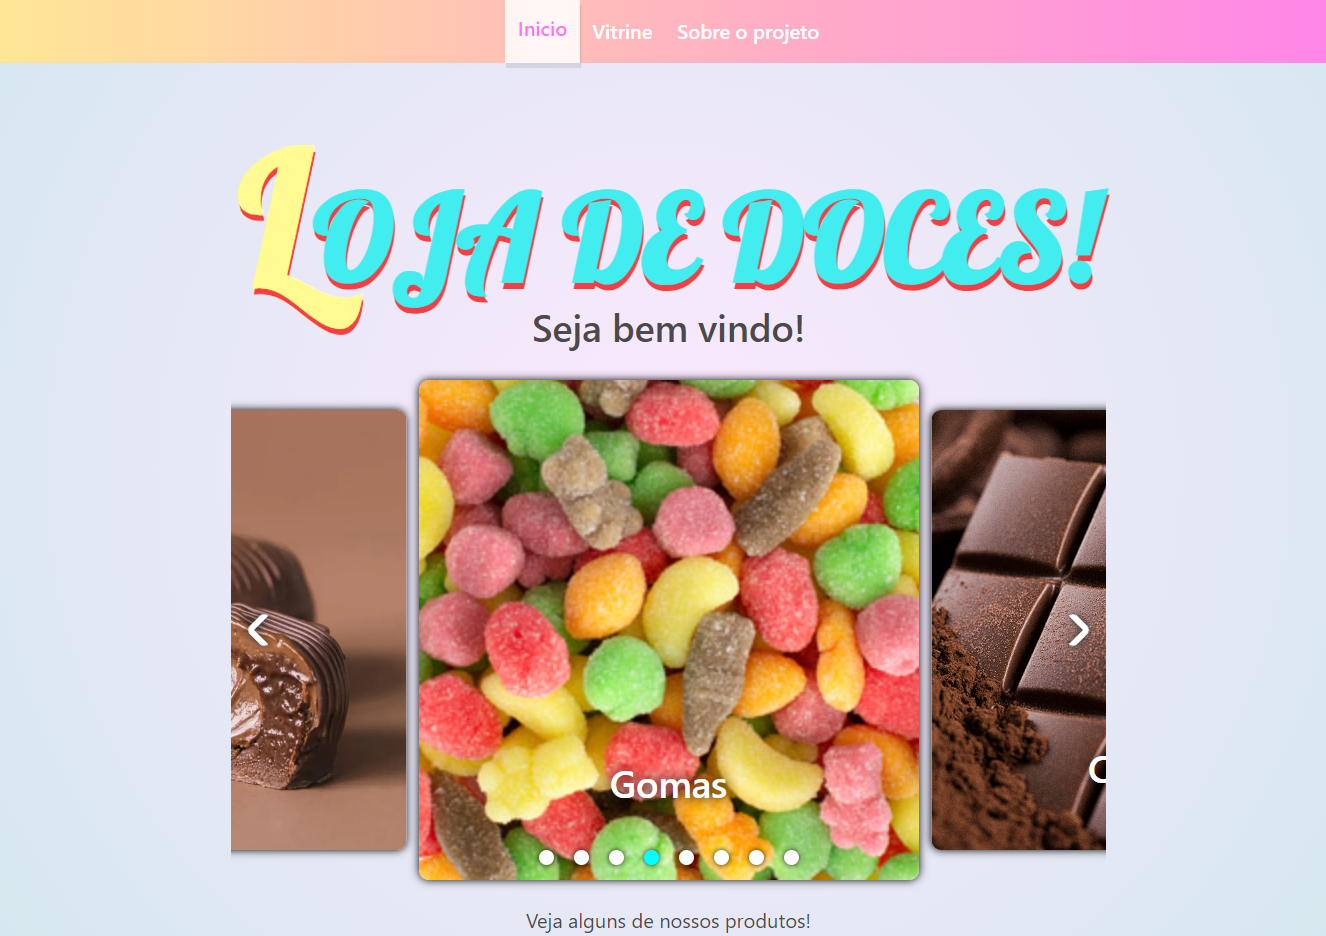 Inicio Vitrine Sobre o projeto
LOJA DE DOCES!
Seja bem vindo!
Gomas
C
Veja alguns de nossos produtos!